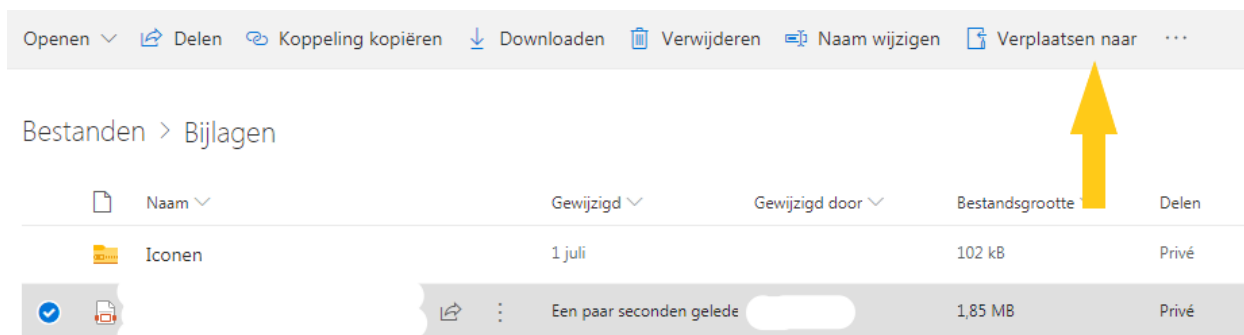 Openen Delen Koppeling kopiëren Downloaden Verwijderen Naam wijzigen Verplaatsen naar ...
Bestanden > Bijlagen
Naam Gewijzigd Gewijzigd door Bestandsgrootte Delen
Iconen 1 juli 102 kB Privé
Een paar seconden gelede 1,85 MB Privé